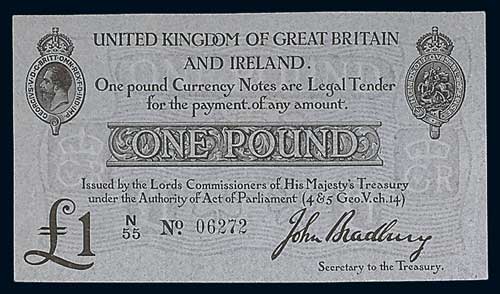 UNITED KINGDOM OF GREAT BRITAIN
AND IRELAND.
One pound Currency Notes are Legal Tender
for the payment of any amount.
ONE POUND
Issued by the Lords Commissioners of His Majesty's Treasury
under the Authority of Act of Parliament (4 & 5 Geo.V.ch.14)
£1
N
55
No 06272
John Bradbury
Secretary to the Treasury.